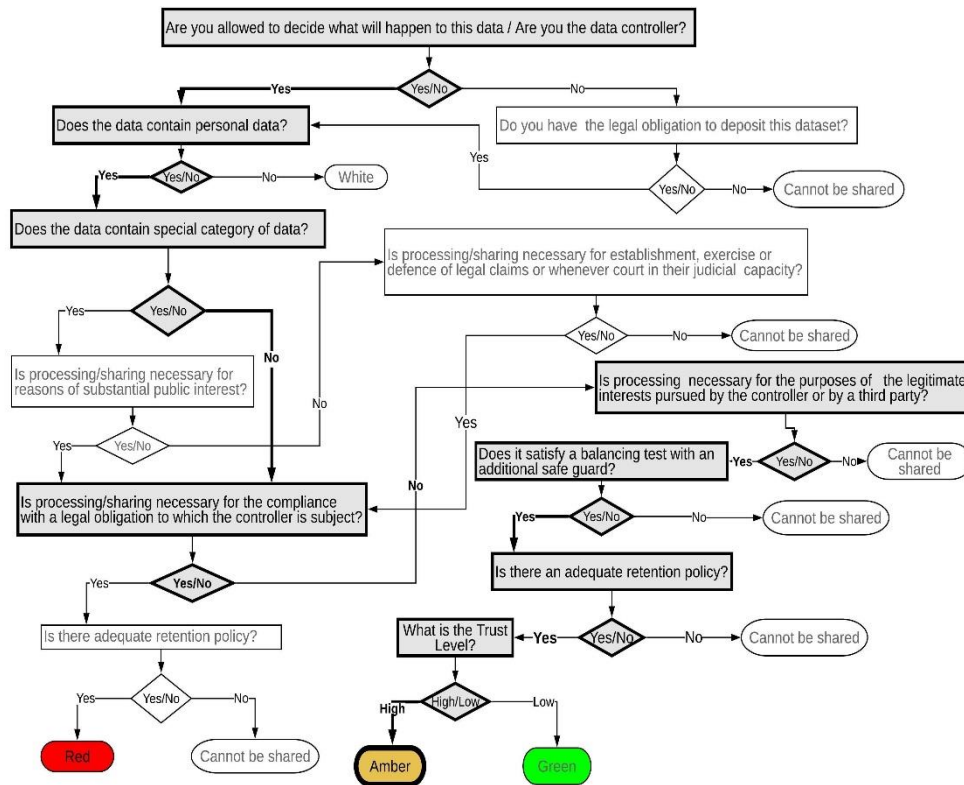 Are you allowed to decide what will happen to this data / Are you the data controller?
Yes/No
Yes
No
Does the data contain personal data?
Do you have the legal obligation to deposit this dataset?
Yes
Yes/No
Yes
No
White
Yes/No
No
Cannot be shared
Does the data contain special category of data?
Is processing/sharing necessary for establishment, exercise or
defence of legal claims or whenever court in their judicial capacity?
Yes
Yes/No
No
Yes/No
No
Cannot be shared
Is processing/sharing necessary for
reasons of substantial public interest?
No
Yes
Is processing necessary for the purposes of the legitimate
interests pursued by the controller or by a third party?
Yes
Yes/No
Does it satisfy a balancing test with an
additional safe guard?
Yes
Yes/No
No
Cannot be
shared
No
Is processing/sharing necessary for the compliance
with a legal obligation to which the controller is subject?
Yes
Yes/No
No
Cannot be shared
Yes
Yes/No
Is there an adequate retention policy?
Is there adequate retention policy?
What is the Trust
Level?
Yes
Yes/No
No
Cannot be shared
Yes
Yes/No
No
High
High/Low
Low
Red
Cannot be shared
Amber
Green